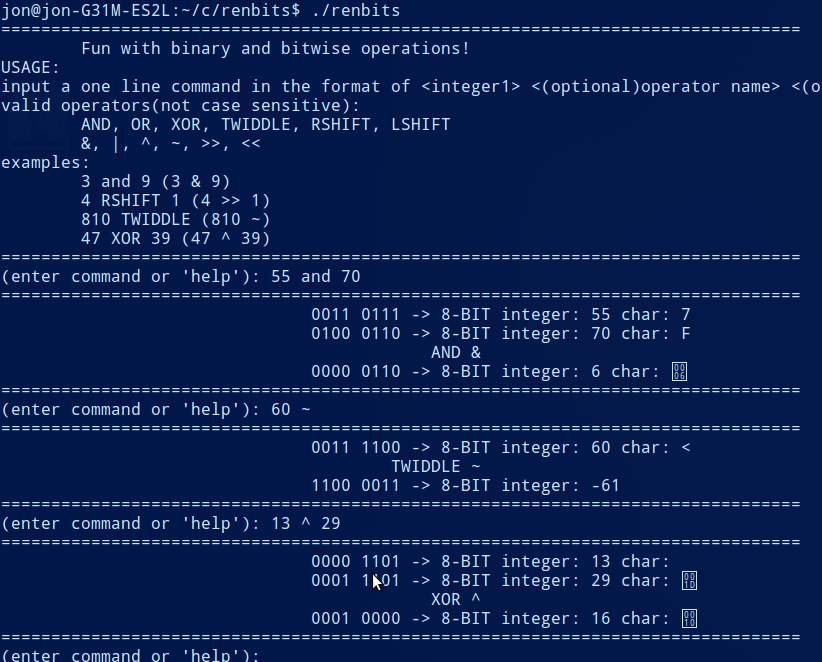 jon@jon-G31M-ES2L:~/c/renbits$ ./renbits
================================================================================
        Fun with binary and bitwise operations!
USAGE:
input a one line command in the format of <integer1> <(optional)operator name> <(o
valid operators(not case sensitive):
        AND, OR, XOR, TWIDDLE, RSHIFT, LSHIFT
        &, |, ^, ~, >>, <<
examples:
        3 and 9 (3 & 9)
        4 RSHIFT 1 (4 >> 1)
        810 TWIDDLE (810 ~)
        47 XOR 39 (47 ^ 39)
================================================================================
(enter command or 'help'): 55 and 70
================================================================================
                               0011 0111 -> 8-BIT integer: 55 char: 7
                               0100 0110 -> 8-BIT integer: 70 char: F
                                           AND &
                               0000 0110 -> 8-BIT integer: 6 char: 0006
================================================================================
(enter command or 'help'): 60 ~
================================================================================
                               0011 1100 -> 8-BIT integer: 60 char: <
                                       TWIDDLE ~
                               1100 0011 -> 8-BIT integer: -61
================================================================================
(enter command or 'help'): 13 ^ 29
================================================================================
                               0000 1101 -> 8-BIT integer: 13 char:
                               0001 1101 -> 8-BIT integer: 29 char: 001D
                                           XOR ^
                               0001 0000 -> 8-BIT integer: 16 char: 0010
================================================================================
(enter command or 'help'):